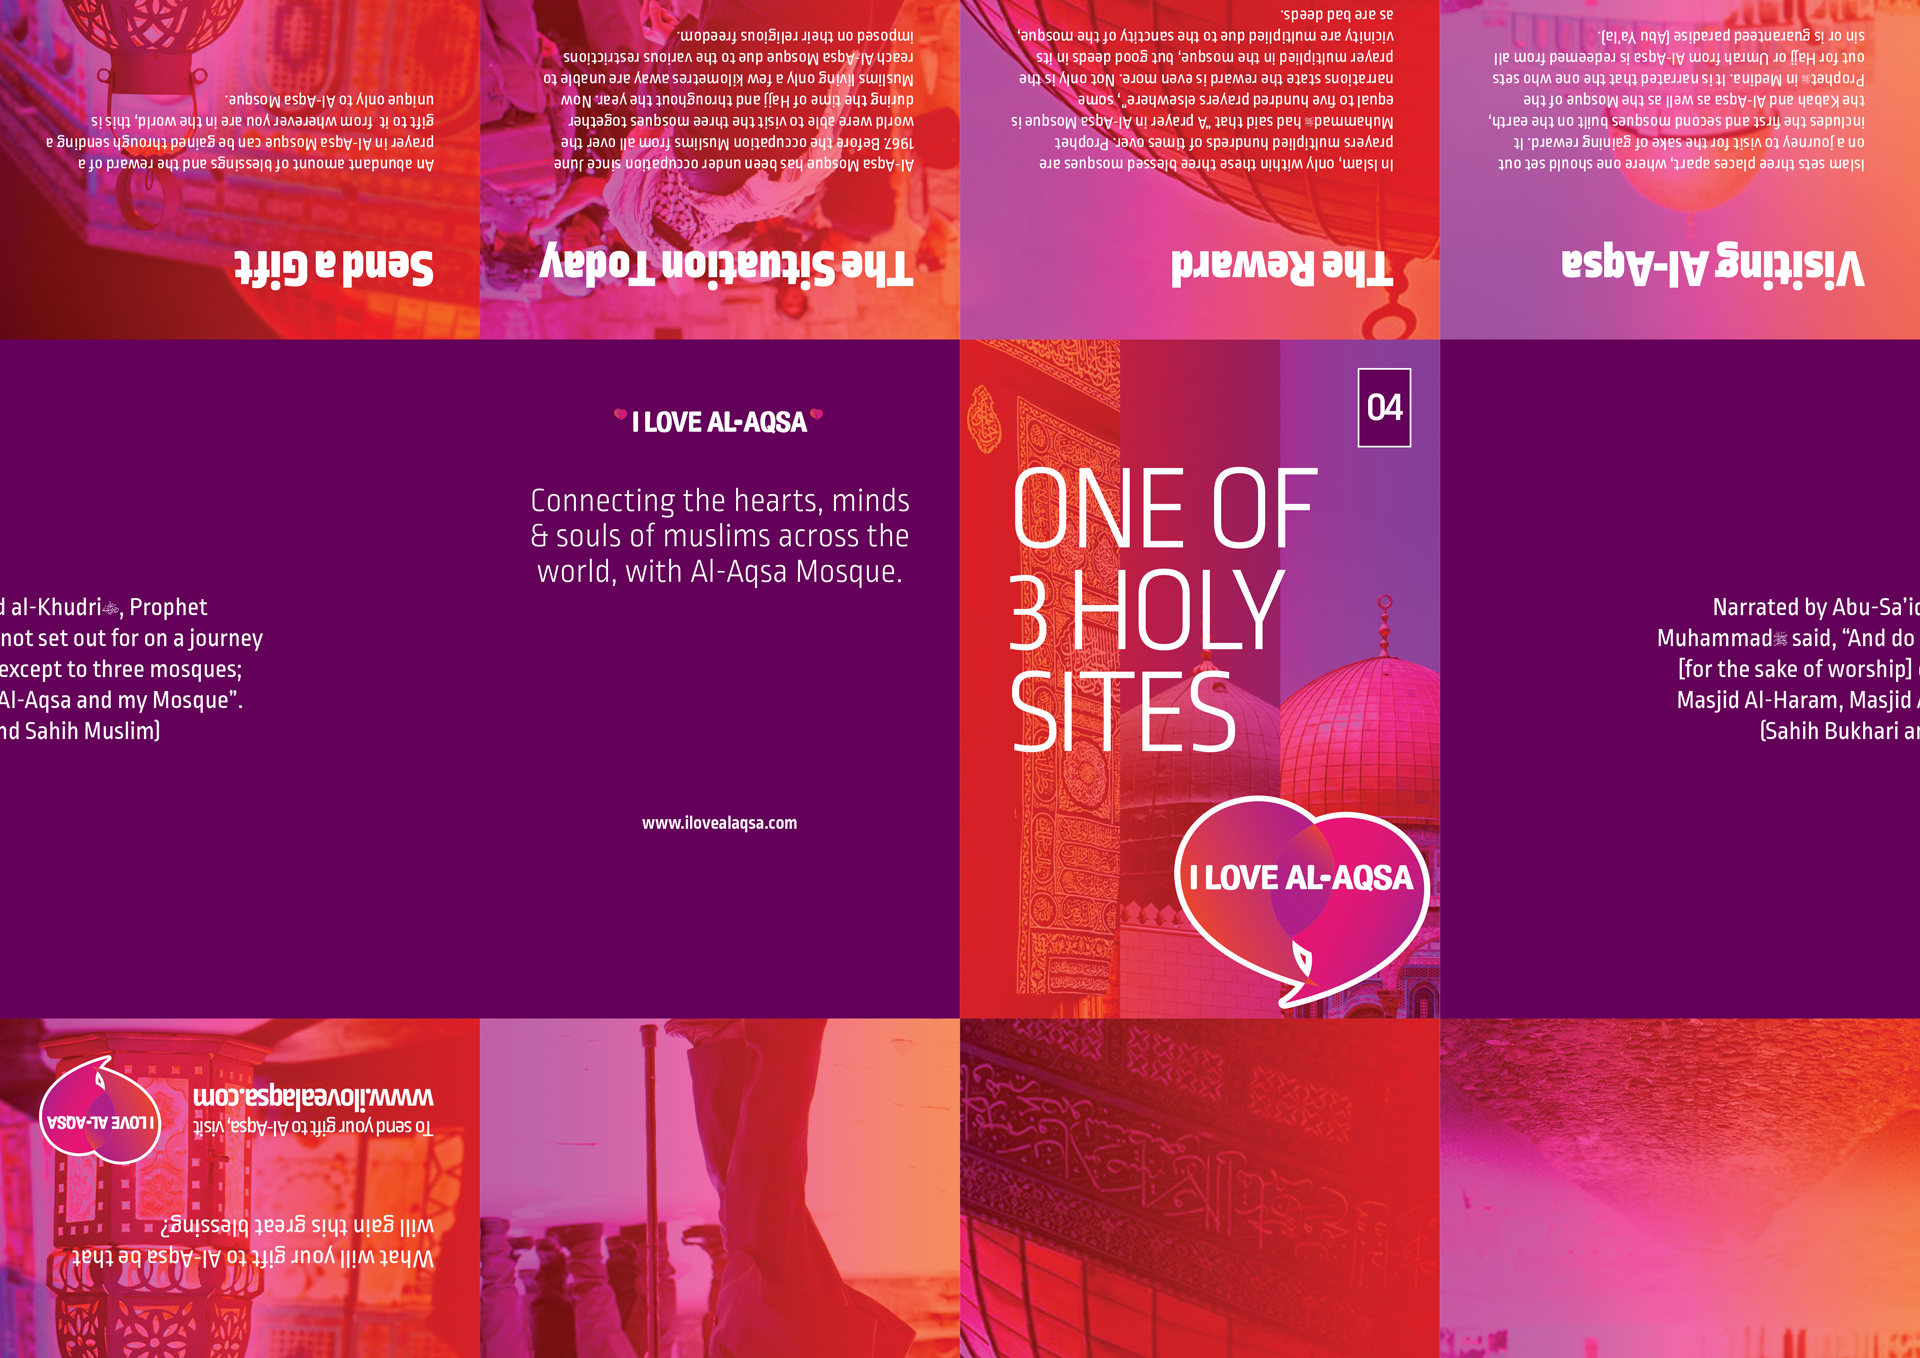 Visiting Al-Aqsa
Islam sets three places apart, where one should set out
on a journey to visit for the sake of gaining reward. It
includes the first and second mosques built on the earth,
the Kabah and Al-Aqsa as well as the Mosque of the
Prophetﷺ in Medina. It is narrated that the one who sets
out for Hajj or Umrah from Al-Aqsa is redeemed from all
sin or is guaranteed paradise (Abu Ya'la).
The Reward
In Islam, only within these three blessed mosques are
prayers multiplied hundreds of times over. Prophet
Muhammadﷺ had said that “A prayer in Al-Aqsa Mosque is
equal to five hundred prayers elsewhere”, some
narrations state the reward is even more. Not only is the
prayer multiplied in the mosque, but good deeds in its
vicinity are multiplied due to the sanctity of the mosque,
as are bad deeds.
The Situation Today
Al-Aqsa Mosque has been under occupation since June
1967. Before the occupation Muslims from all over the
world were able to visit the three mosques together
during the time of Hajj and throughout the year. Now
Muslims living only a few kilometres away are unable to
reach Al-Aqsa Mosque due to the various restrictions
imposed on their religious freedom.
Send a Gift
An abundant amount of blessings and the reward of a
prayer in Al-Aqsa Mosque can be gained through sending a
gift to it from wherever you are in the world, this is
unique only to Al-Aqsa Mosque.
d al-Khudri, Prophet
not set out for on a journey
except to three mosques;
Al-Aqsa and my Mosque”.
nd Sahih Muslim)
I LOVE AL-AQSA
Connecting the hearts, minds
& souls of muslims across the
world, with Al-Aqsa Mosque.
www.ilovealaqsa.com
04
ONE OF
3 HOLY
SITES
I LOVE AL-AQSA
Narrated by Abu-Sa’id
Muhammadﷺ said, “And do
[for the sake of worship]
Masjid Al-Haram, Masjid A
(Sahih Bukhari an
What will your gift to Al-Aqsa be that
will gain this great blessing?
To send your gift to Al-Aqsa, visit
www.ilovealaqsa.com
I LOVE AL-AQSA